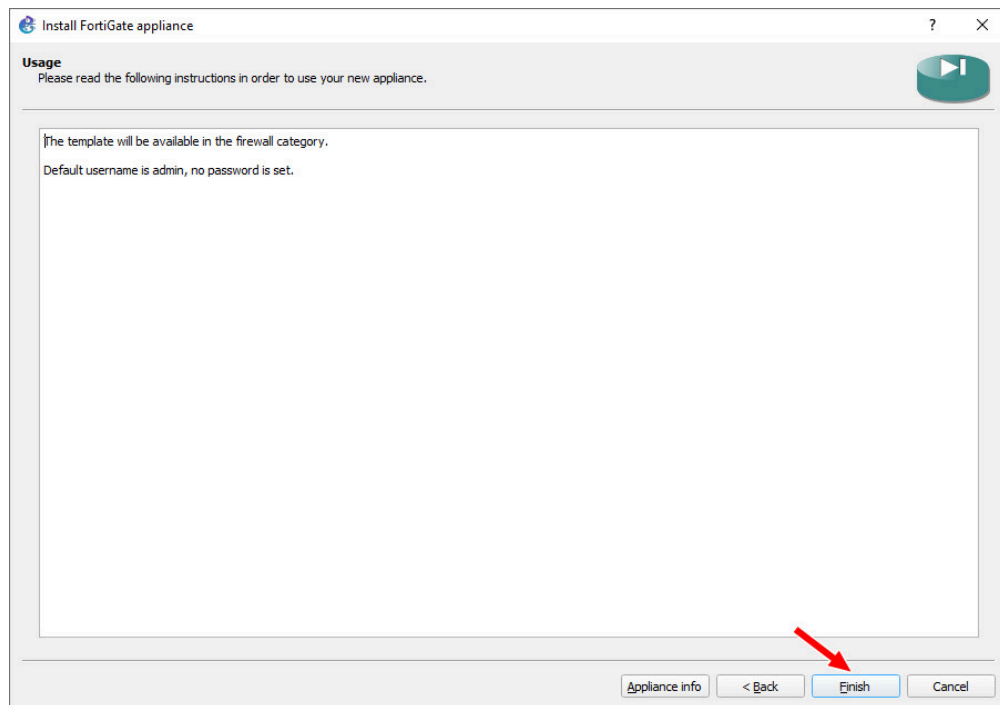 Install FortiGate appliance
?
Usage
Please read the following instructions in order to use your new appliance.
The template will be available in the firewall category.
Default username is admin, no password is set.
Appliance info
< Back
Finish
Cancel